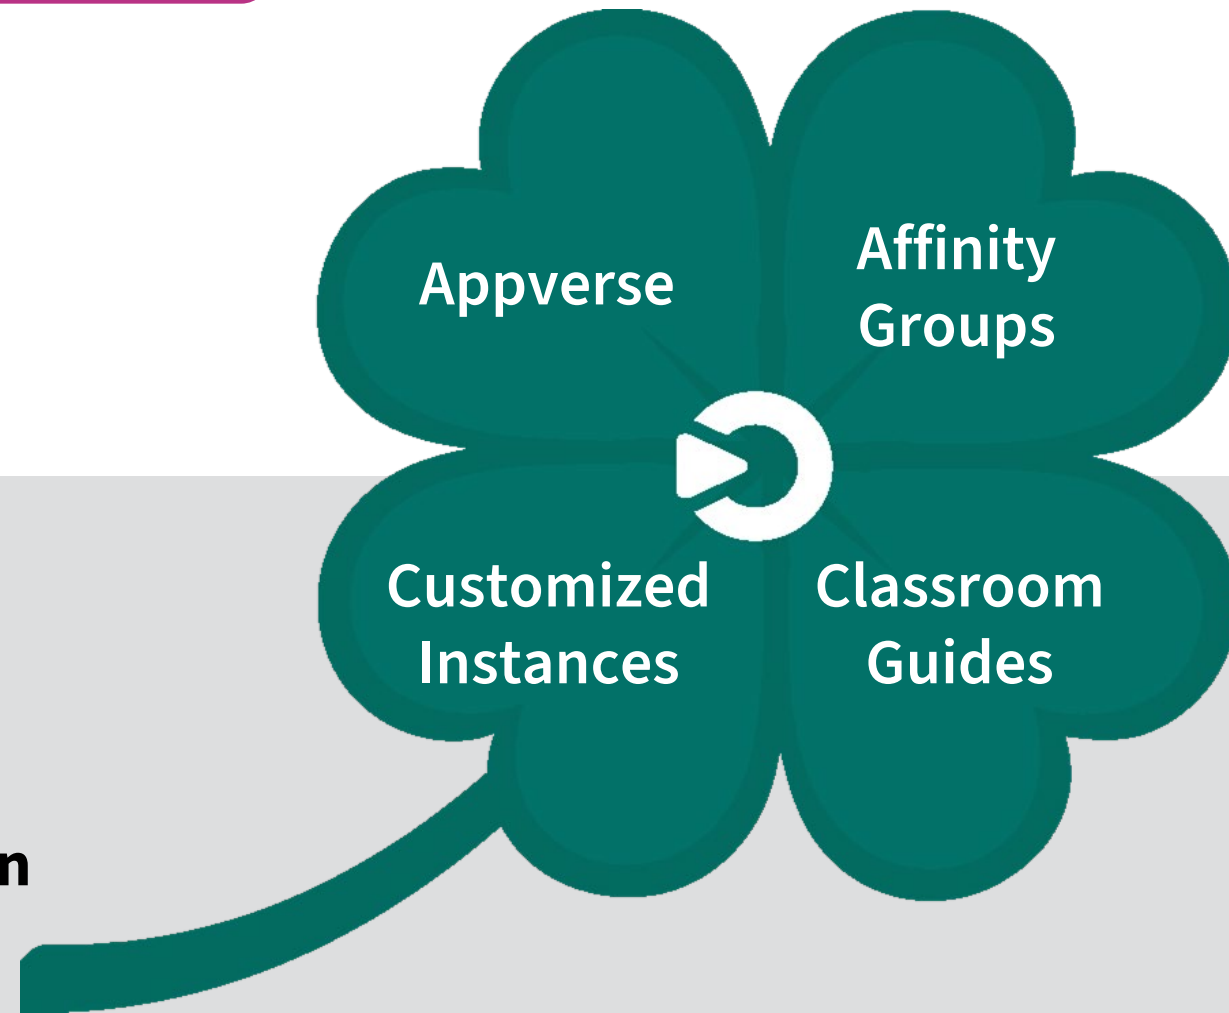 Appverse
Affinity
Groups
Customized
Instances
Classroom
Guides
n